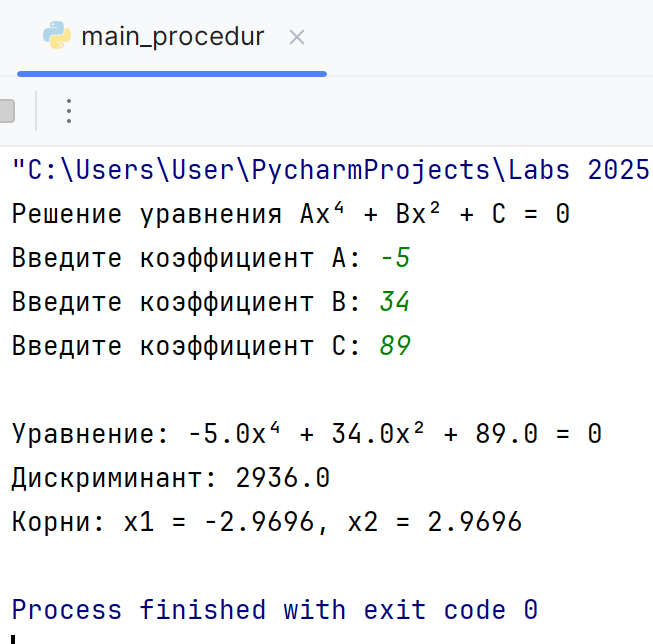 main_procedur
"C:\Users\User\PycharmProjects\Labs 2025
Решение уравнения Ax⁴ + Bx² + C = 0
Введите коэффициент A: -5
Введите коэффициент B: 34
Введите коэффициент C: 89
Уравнение: -5.0x⁴ + 34.0x² + 89.0 = 0
Дискриминант: 2936.0
Корни: x1 = -2.9696, x2 = 2.9696
Process finished with exit code 0